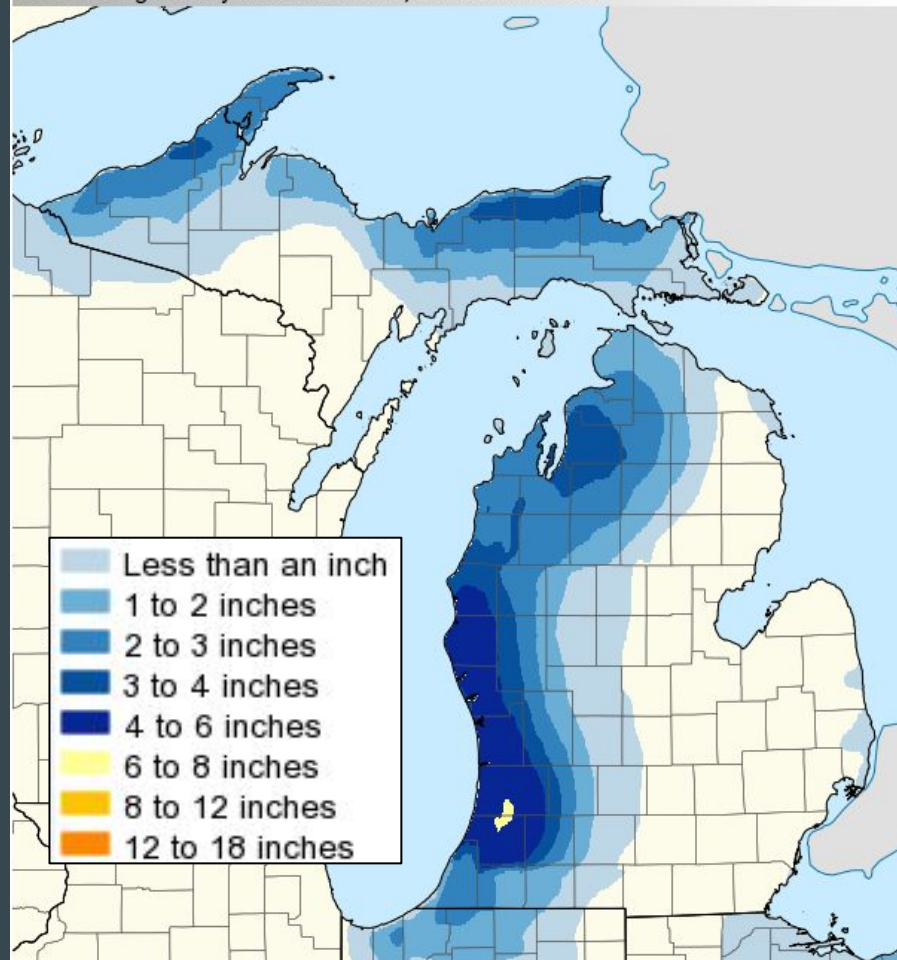 Less than an inch
1 to 2 inches
2 to 3 inches
3 to 4 inches
4 to 6 inches
6 to 8 inches
8 to 12 inches
12 to 18 inches